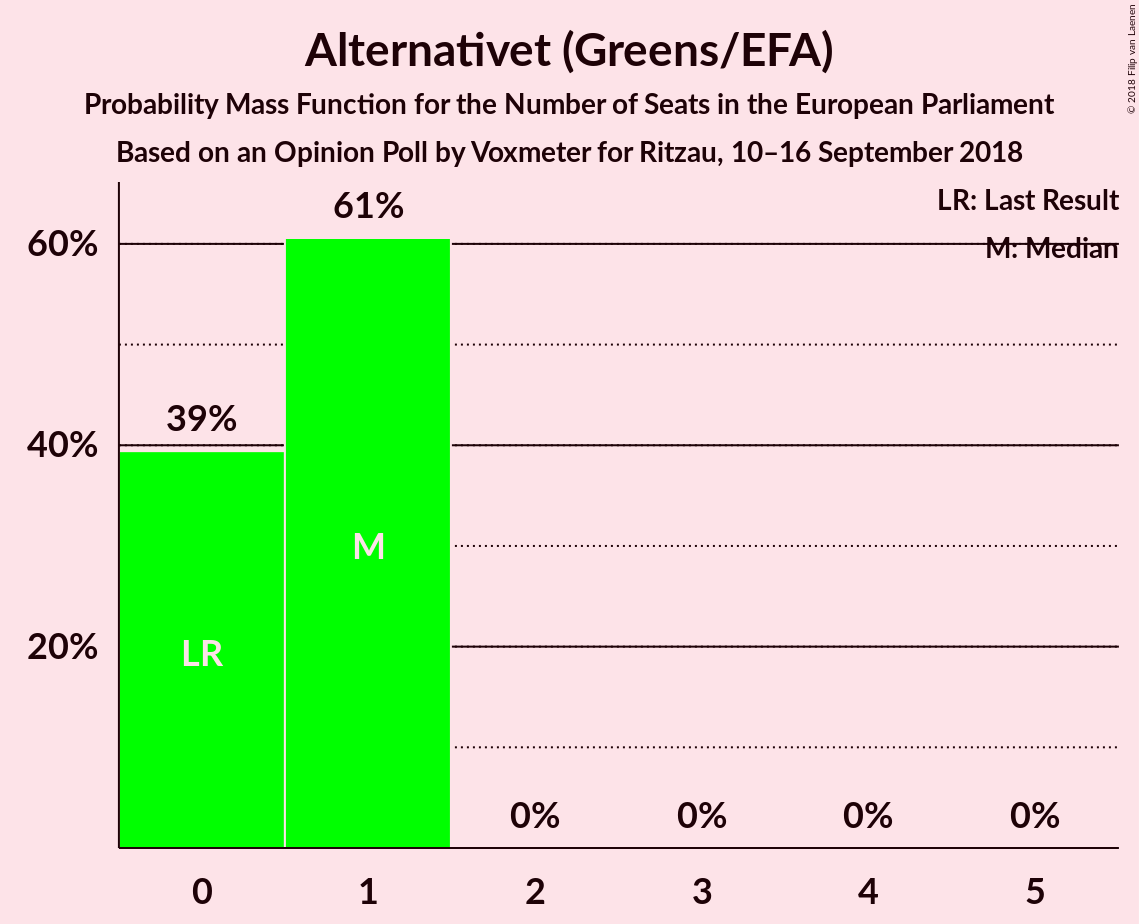 Alternativet (Greens/EFA)
Probability Mass Function for the Number of Seats in the European Parliament
Based on an Opinion Poll by Voxmeter for Ritzau, 10–16 September 2018
© 2018 Filip van Laenen
LR: Last Result
M: Median
60%
40%
20%
39%
61%
0%
0%
0%
0%
LR
M
0
1
2
3
4
5